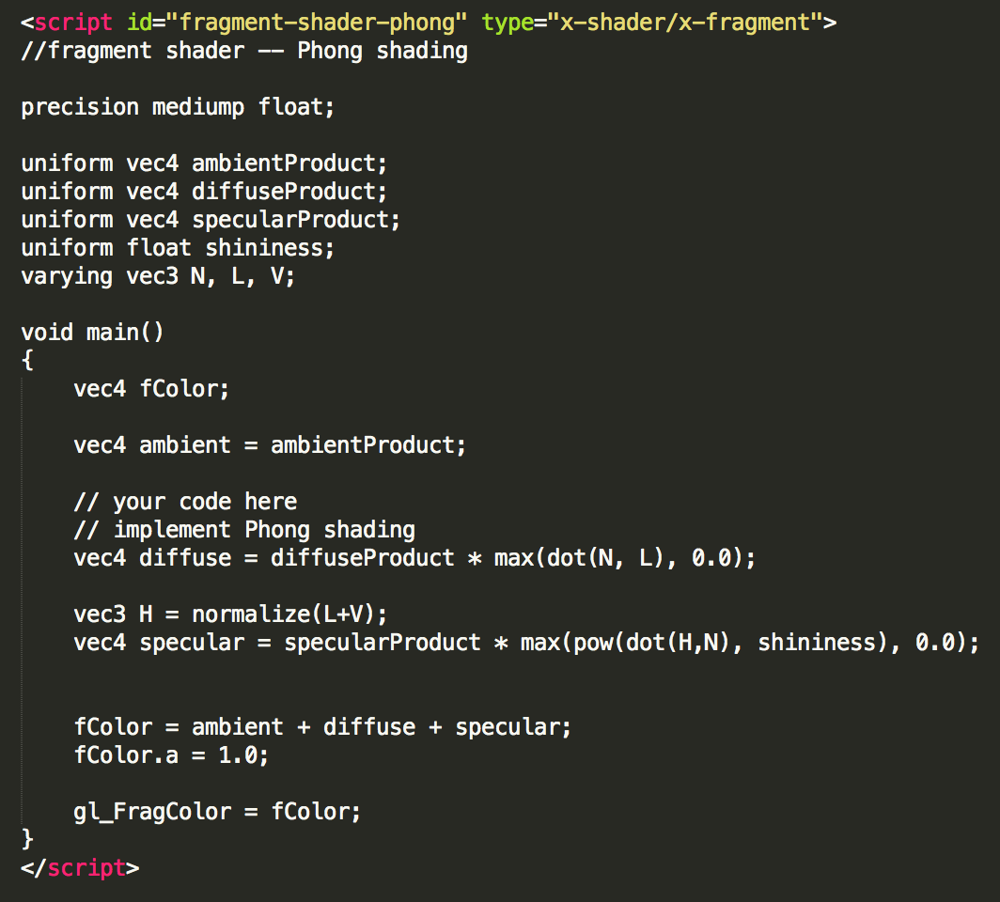 <script id="fragment-shader-phong" type="x-shader/x-fragment">
//fragment shader -- Phong shading

precision mediump float;

uniform vec4 ambientProduct;
uniform vec4 diffuseProduct;
uniform vec4 specularProduct;
uniform float shininess;
varying vec3 N, L, V;

void main()
{
    vec4 fColor;

    vec4 ambient = ambientProduct;

    // your code here
    // implement Phong shading
    vec4 diffuse = diffuseProduct * max(dot(N, L), 0.0);

    vec3 H = normalize(L+V);
    vec4 specular = specularProduct * max(pow(dot(H,N), shininess), 0.0);


    fColor = ambient + diffuse + specular;
    fColor.a = 1.0;

    gl_FragColor = fColor;
}
</script>